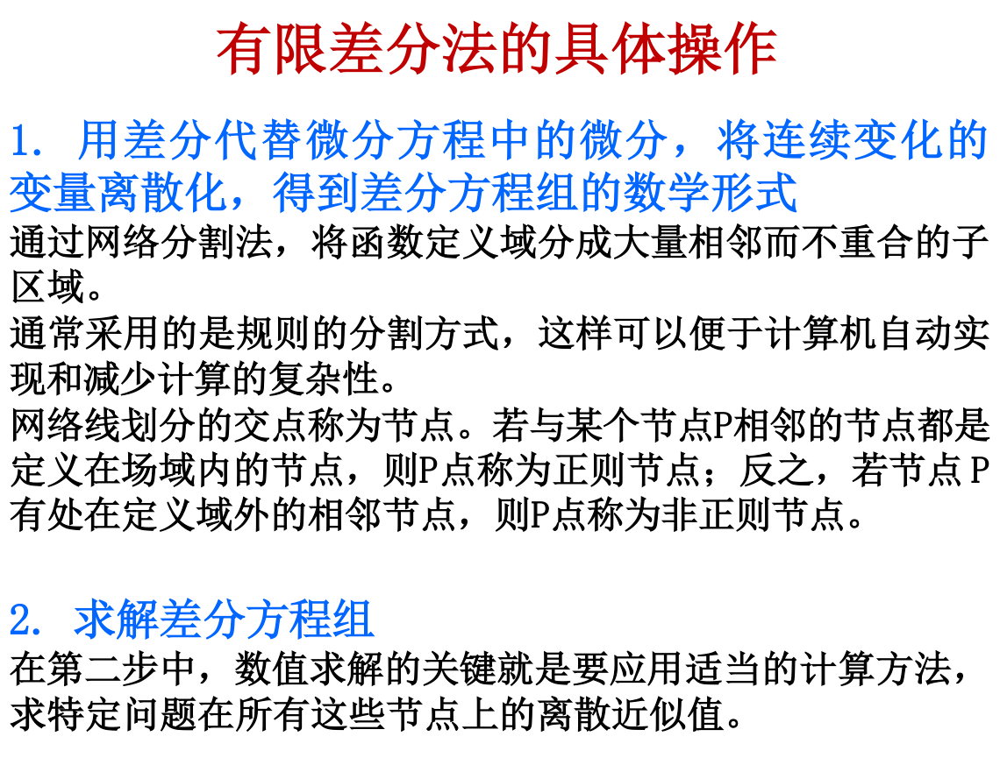 有限差分法的具体操作
1. 用差分代替微分方程中的微分，将连续变化的
变量离散化，得到差分方程组的数学形式
通过网络分割法，将函数定义域分成大量相邻而不重合的子
区域。
通常采用的是规则的分割方式，这样可以便于计算机自动实
现和减少计算的复杂性。
网络线划分的交点称为节点。若与某个节点P相邻的节点都是
定义在场域内的节点，则P点称为正则节点；反之，若节点P
有处在定义域外的相邻节点，则P点称为非正则节点。
2. 求解差分方程组
在第二步中，数值求解的关键就是要应用适当的计算方法，
求特定问题在所有这些节点上的离散近似值。